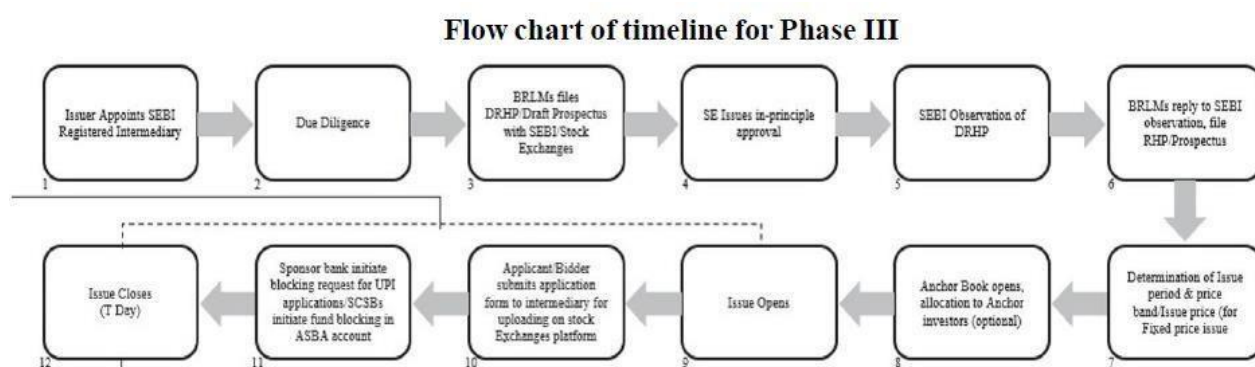 Flow chart of timeline for Phase III
Issuer Appoints SEBI
Registered Intermediary
1
Due Diligence
2
BRLMs files
DRHP/Draft Prospectus
with SEBI/Stock
Exchanges
3
SE Issues in-principle
approval
4
SEBI Observation of
DRHP
5
BRLMs reply to SEBI
observation, file
RHP/Prospectus
6
Determination of Issue
period & price
band/Issue price (for
Fixed price issue
7
Anchor Book opens,
allocation to Anchor
investors (optional)
8
Issue Opens
9
Applicant/Bidder
submits application
form to intermediary for
uploading on stock
Exchanges platform
10
Sponsor bank initiate
blocking request for UPI
applications/SCSBs
initiate fund blocking in
ASBA account
11
Issue Closes
(T Day)
12